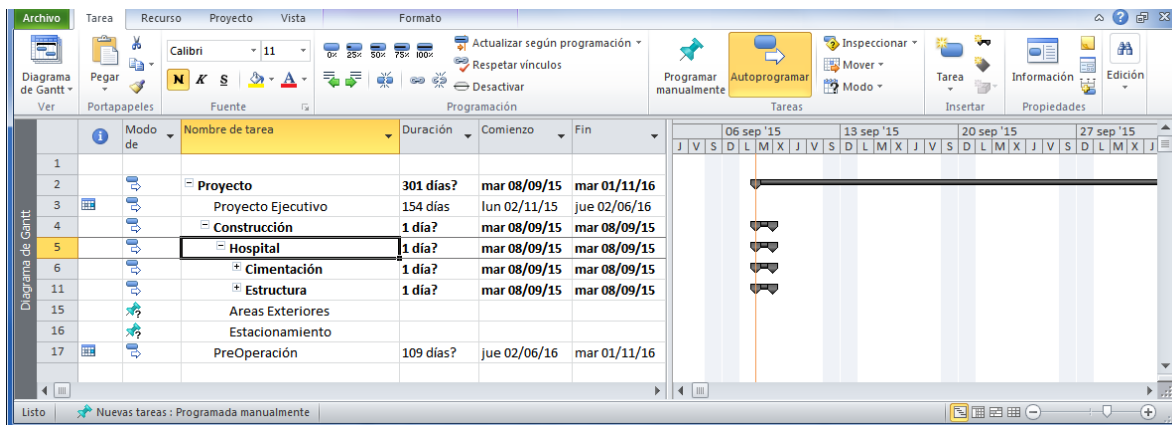 Archivo Tarea Recurso Proyecto Vista Formato
Calibri 11 0% 25% 50% 75% 100% Actualizar según programación Inspeccionar
Respetar vínculos Mover
Diagrama de Gantt Pegar N K S A Desactivar Programar manualmente Autoprogramar Modo Tarea Información Edición
Ver Portapapeles Fuente Programación Tareas Insertar Propiedades
Modo de Nombre de tarea Duración Comienzo Fin 06 sep '15 13 sep '15 20 sep '15 27 sep '15
J V S D L M X J V S D L M X J V S D L M X J V S D L M X J
1
2 Proyecto 301 días? mar 08/09/15 mar 01/11/16
3 Proyecto Ejecutivo 154 días lun 02/11/15 jue 02/06/16
4 Construcción 1 día? mar 08/09/15 mar 08/09/15
5 Hospital 1 día? mar 08/09/15 mar 08/09/15
6 Cimentación 1 día? mar 08/09/15 mar 08/09/15
11 Estructura 1 día? mar 08/09/15 mar 08/09/15
15 Areas Exteriores
16 Estacionamiento
17 PreOperación 109 días? jue 02/06/16 mar 01/11/16
Diagrama de Gantt
Listo Nuevas tareas : Programada manualmente